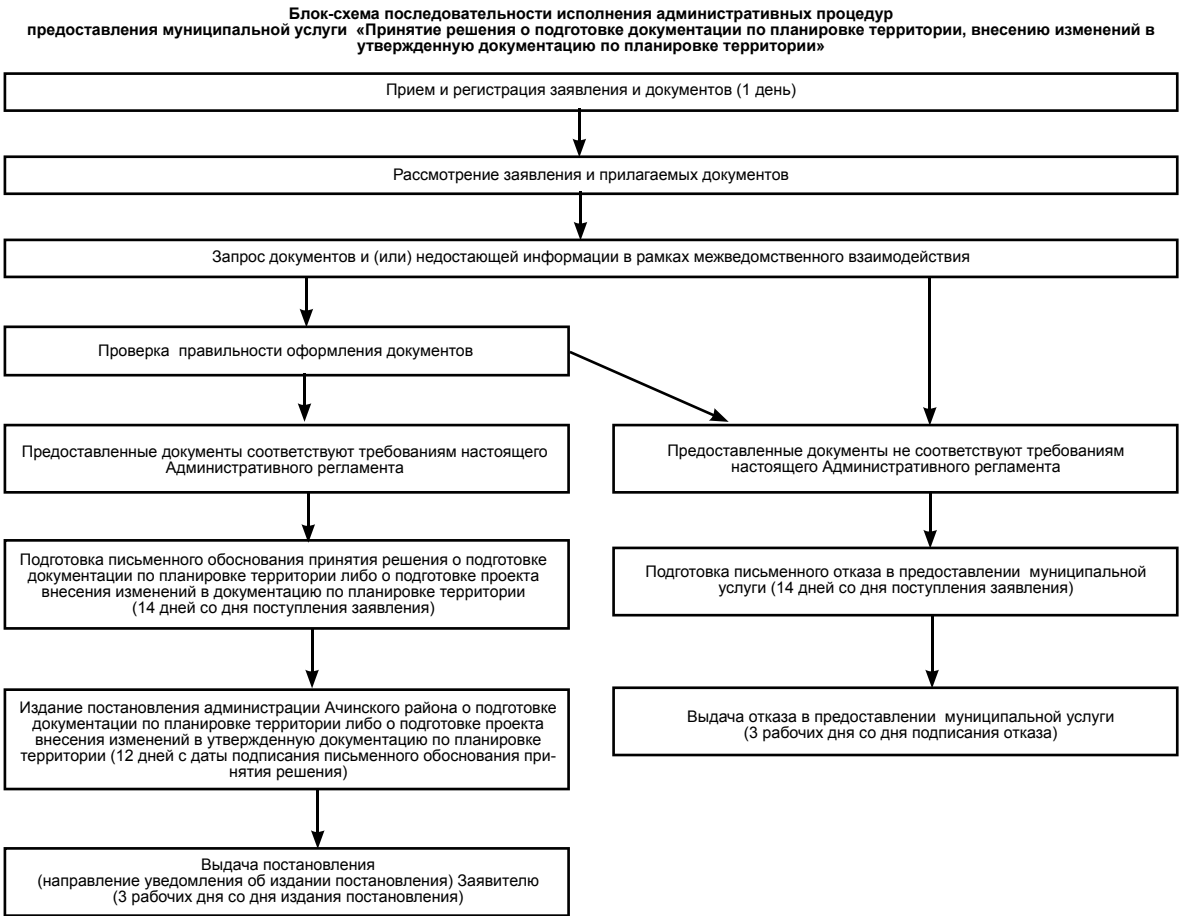 Блок-схема последовательности исполнения административных процедур
предоставления муниципальной услуги «Принятие решения о подготовке документации по планировке территории, внесению изменений в
утвержденную документацию по планировке территории»
Прием и регистрация заявления и документов (1 день)
Рассмотрение заявления и прилагаемых документов
Запрос документов и (или) недостающей информации в рамках межведомственного взаимодействия
Проверка правильности оформления документов
Предоставленные документы соответствуют требованиям настоящего
Административного регламента
Предоставленные документы не соответствуют требованиям
настоящего Административного регламента
Подготовка письменного обоснования принятия решения о подготовке
документации по планировке территории либо о подготовке проекта
внесения изменений в документацию по планировке территории
(14 дней со дня поступления заявления)
Подготовка письменного отказа в предоставлении муниципальной
услуги (14 дней со дня поступления заявления)
Издание постановления администрации Ачинского района о подготовке
документации по планировке территории либо о подготовке проекта
внесения изменений в утвержденную документацию по планировке
территории (12 дней с даты подписания письменного обоснования при-
нятия решения)
Выдача отказа в предоставлении муниципальной услуги
(3 рабочих дня со дня подписания отказа)
Выдача постановления
(направление уведомления об издании постановления) Заявителю
(3 рабочих дня со дня издания постановления)